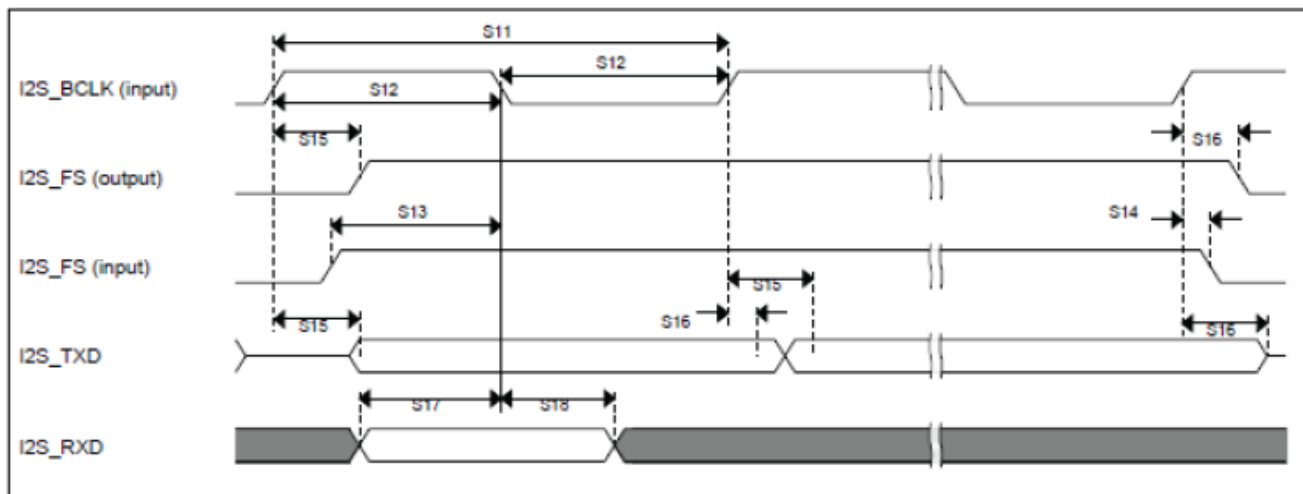 S11
I2S_BCLK (input)
S12
S12
S15
S16
I2S_FS (output)
S13
S14
I2S_FS (input)
S15
S15
S16
S16
I2S_TXD
S17
S18
I2S_RXD